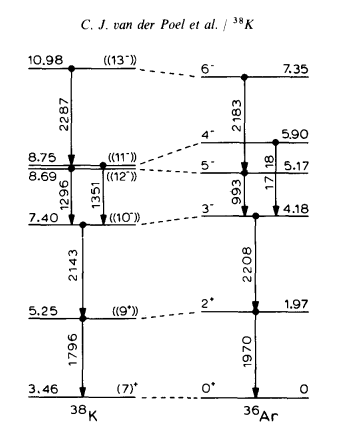 C. J. van der Poel et al. / ³⁸K
10.98 ((13⁻) 6⁻ 7.35
2287 2183
4⁻ 5.90
8.75 ((11⁻) 5⁻ 5.17
8.69 ((12⁻)
1296 1351 993 17 18
7.40 ((10⁻) 3⁻ 4.18
2143 2208
5.25 ((9⁺) 2⁺ 1.97
1796 1970
3.46 (7)⁺ 0⁺ 0
³⁸K ³⁶Ar